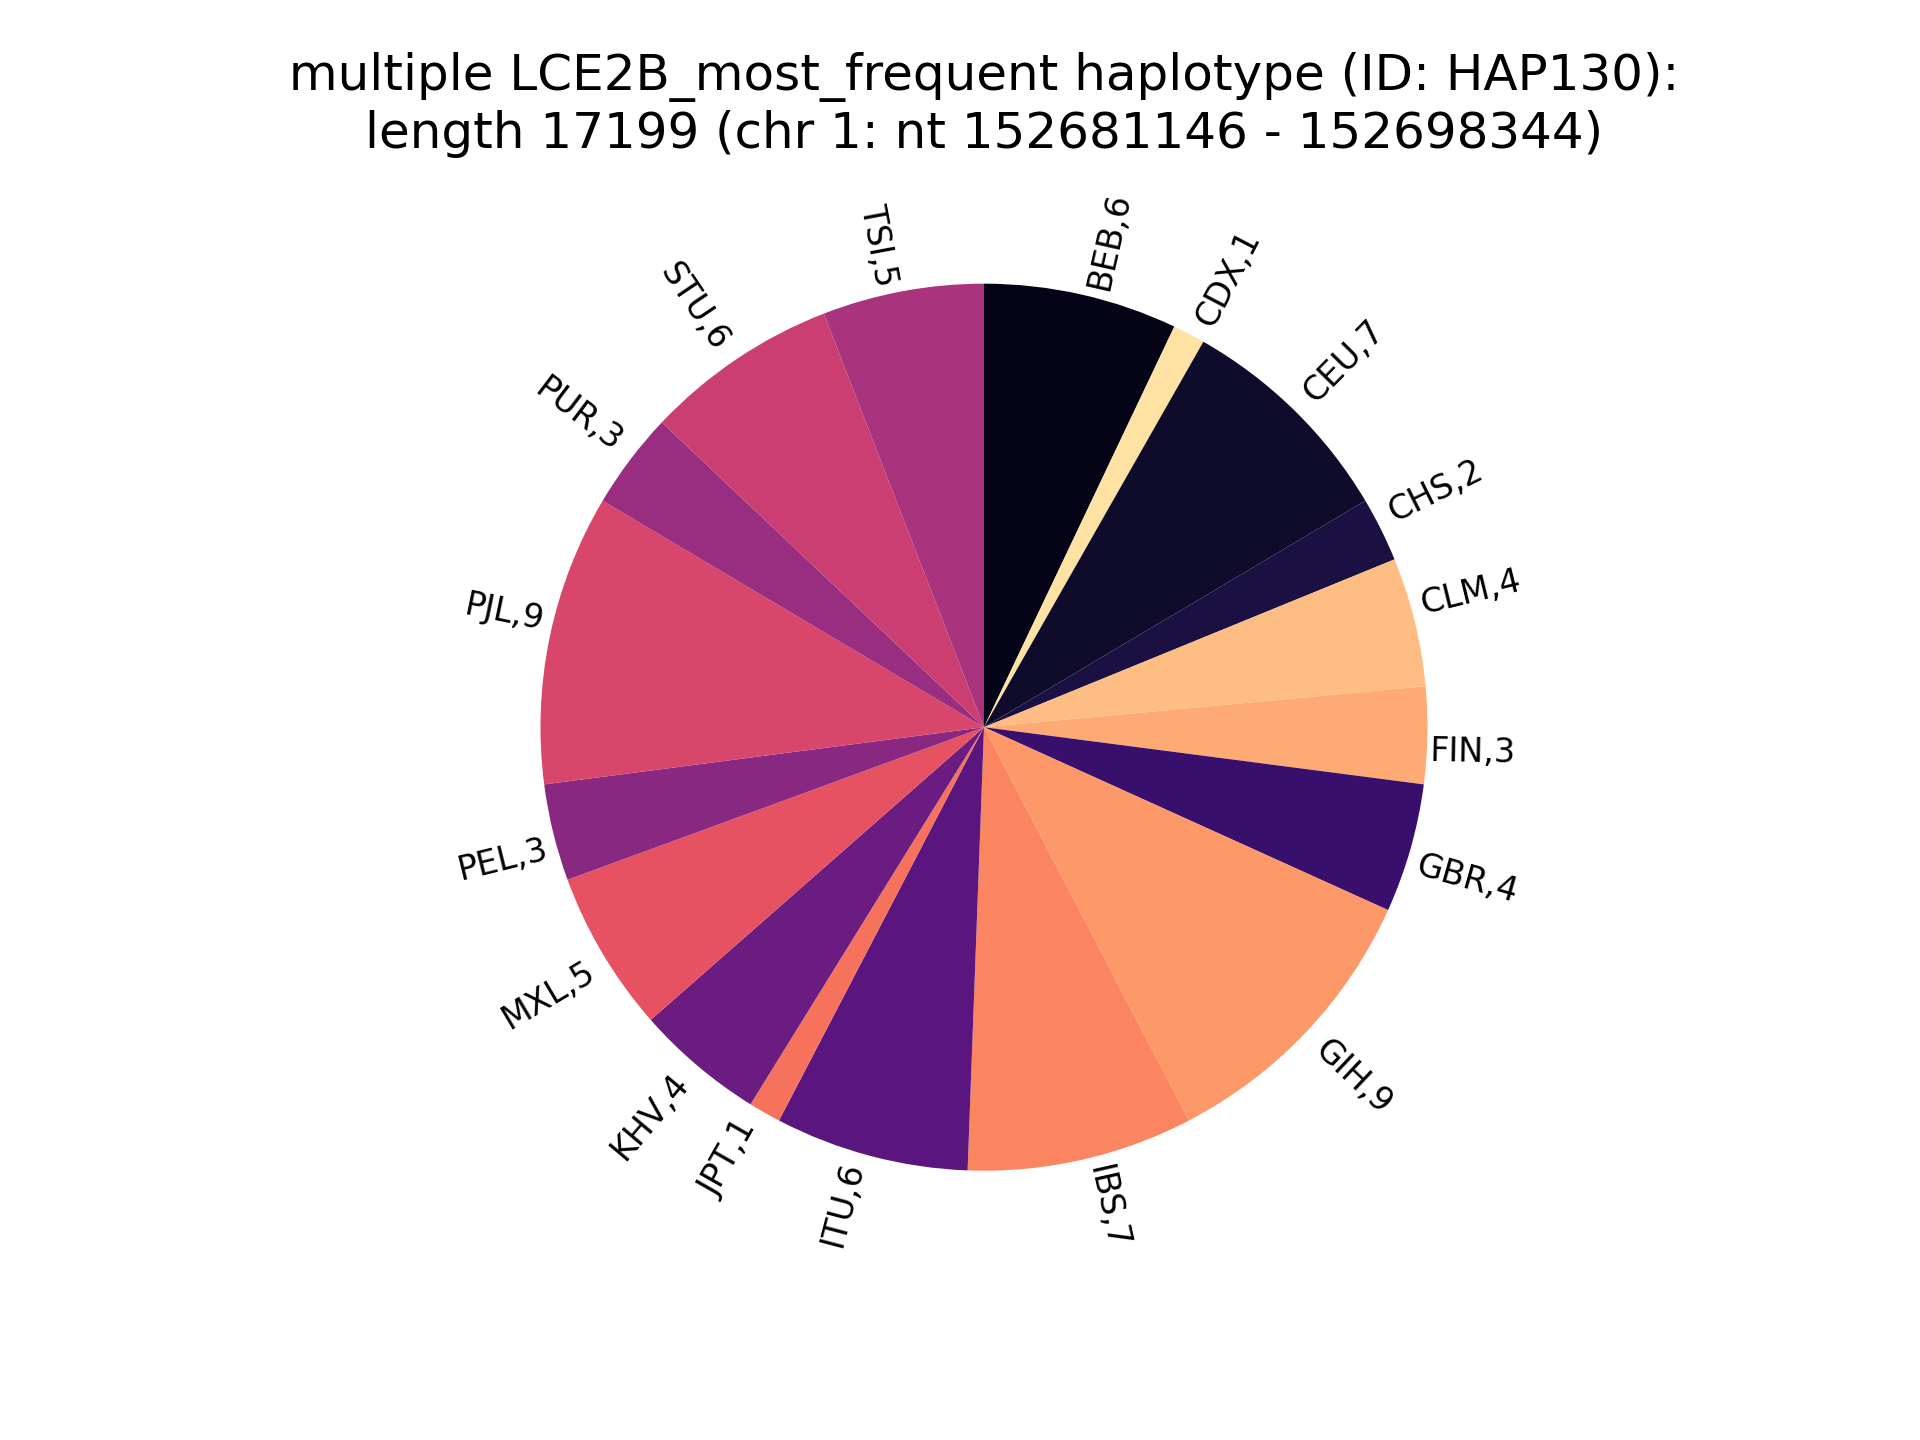 multiple LCE2B_most_frequent haplotype (ID: HAP130):
length 17199 (chr 1: nt 152681146 - 152698344)
BEB,6
CDX,1
CEU,7
CHS,2
CLM,4
FIN,3
GBR,4
GIH,9
IBS,7
ITU,6
JPT,1
KHV,4
MXL,5
PEL,3
PJL,9
PUR,3
STU,6
TSI,5